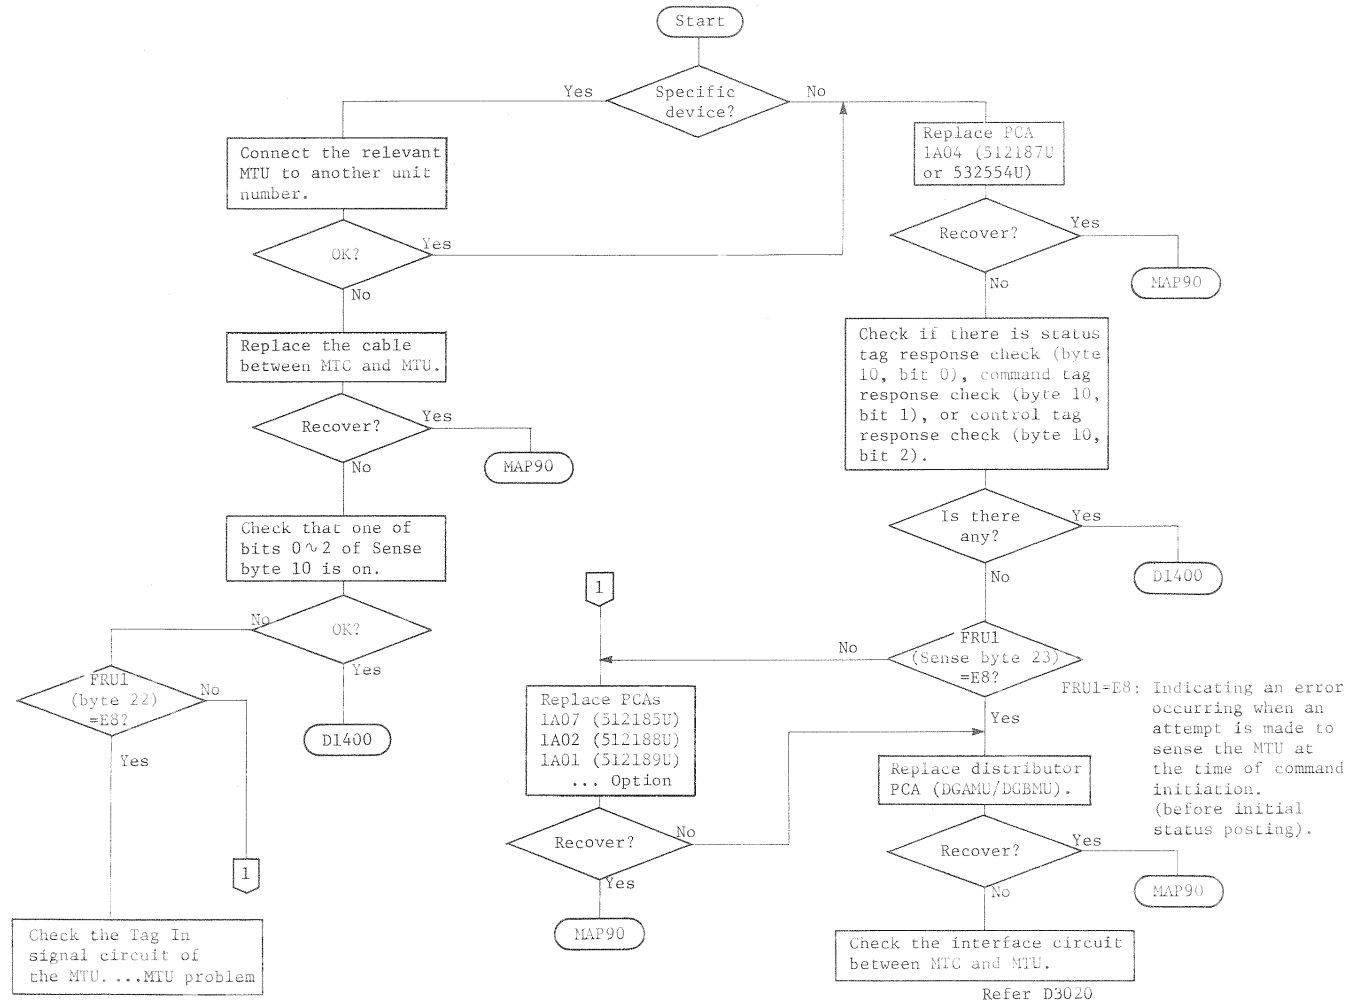 Start
Specific
device?
Yes
No
Connect the relevant
MTU to another unit
number.
OK?
Yes
No
Replace the cable
between MTC and MTU.
Recover?
Yes
MAP90
No
Check that one of
bits 0∿2 of Sense
byte 10 is on.
OK?
No
Yes
D1400
FRU1
(byte 22)
=E8?
No
1
Yes
Check the Tag In
signal circuit of
the MTU. ...MTU problem
Replace PCA
1A04 (512187U
or 532554U)
Recover?
Yes
MAP90
No
Check if there is status
tag response check (byte
10, bit 0), command tag
response check (byte 10,
bit 1), or control tag
response check (byte 10,
bit 2).
Is there
any?
Yes
D1400
No
FRU1
(Sense byte 23)
=E8?
No
Yes
1
Replace PCAs
1A07 (512185U)
1A02 (512188U)
1A01 (512189U)
... Option
Recover?
No
Yes
MAP90
FRU1=E8: Indicating an error
occurring when an
attempt is made to
sense the MTU at
the time of command
initiation.
(before initial
status posting).
Replace distributor
PCA (DGAMU/DGBMU).
Recover?
Yes
MAP90
No
Check the interface circuit
between MTC and MTU.
Refer D3020